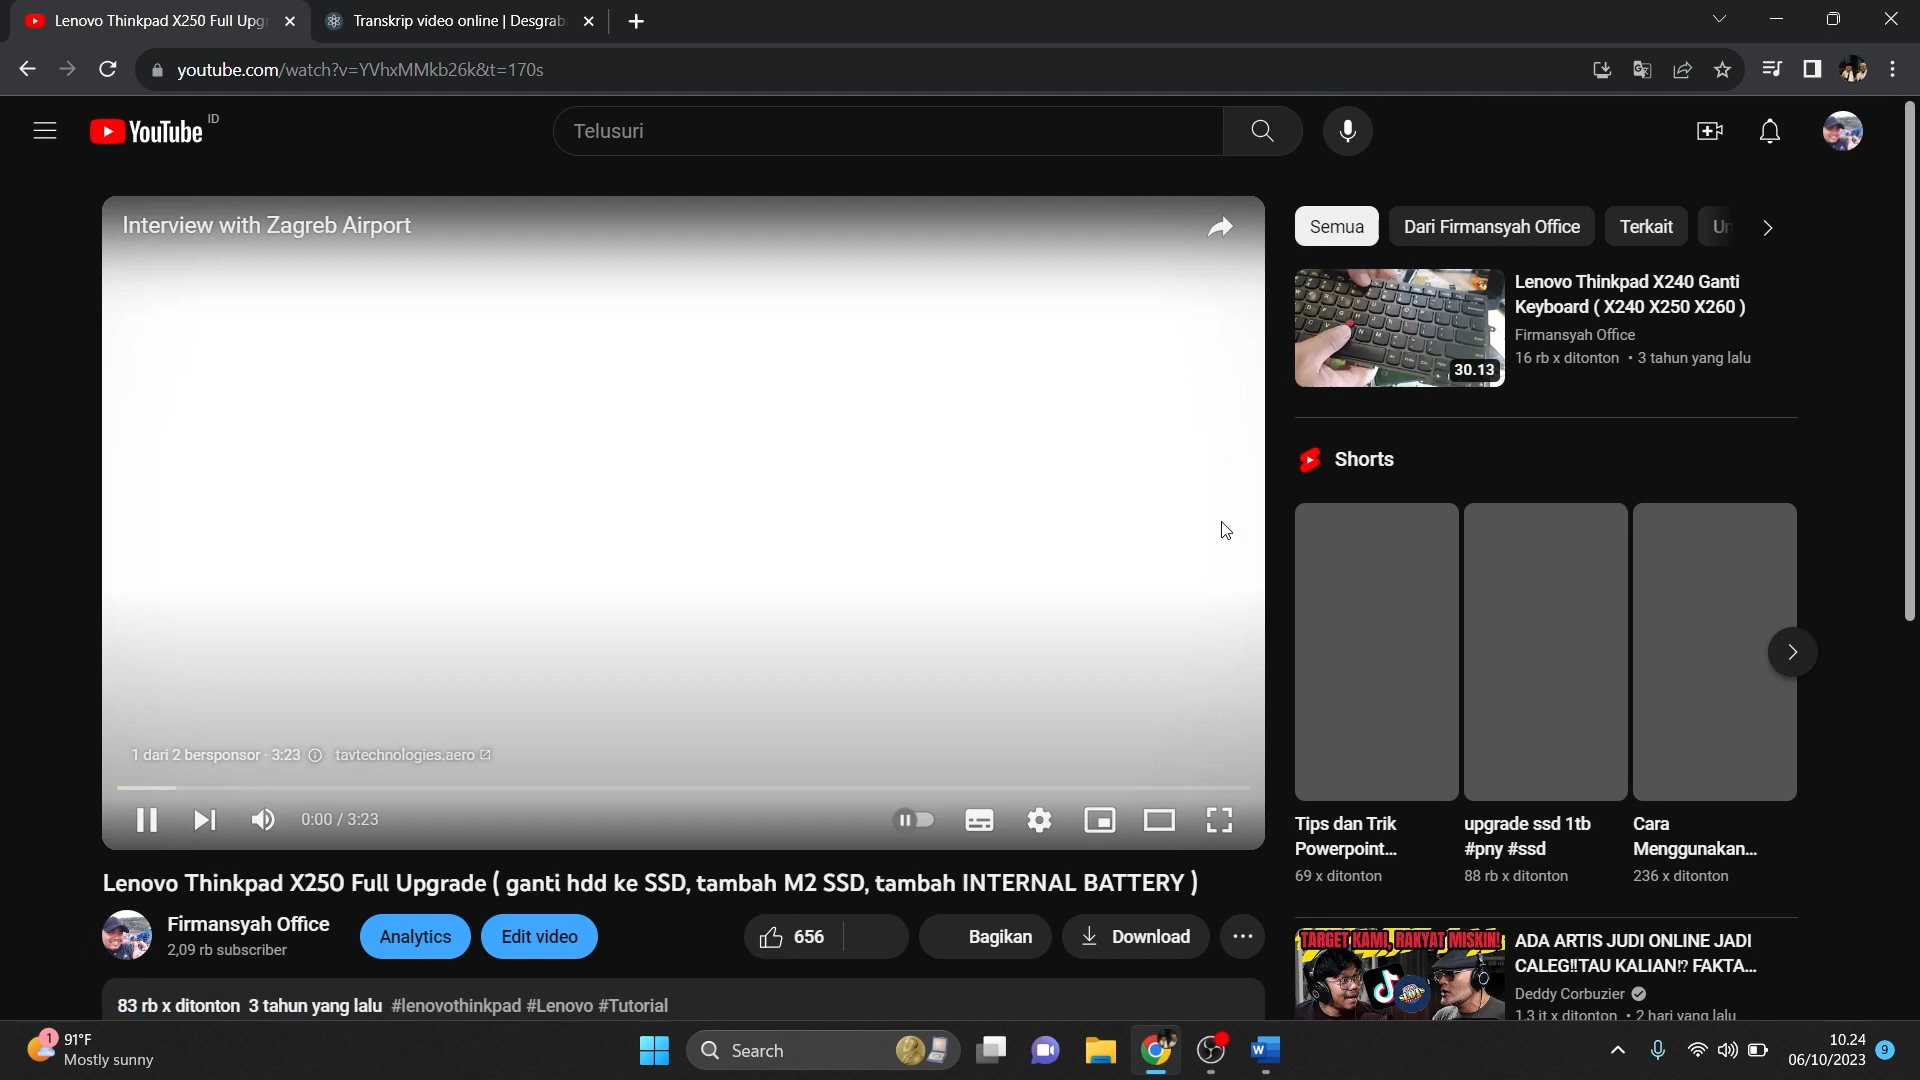 Lenovo Thinkpad X250 Full Upg
Transkrip video online | Desgrab
youtube.com/watch?v=YVhxMMkb26k&t=170s
YouTube ID
Telusuri
Interview with Zagreb Airport
1 dari 2 bersponsor · 3:23 tavtechnologies.aero
0:00 / 3:23
Lenovo Thinkpad X250 Full Upgrade ( ganti hdd ke SSD, tambah M2 SSD, tambah INTERNAL BATTERY )
Firmansyah Office
2,09 rb subscriber
Analytics
Edit video
656
Bagikan
Download
83 rb x ditonton 3 tahun yang lalu #lenovothinkpad #Lenovo #Tutorial
Semua
Dari Firmansyah Office
Terkait
30.13
Lenovo Thinkpad X240 Ganti
Keyboard ( X240 X250 X260 )
Firmansyah Office
16 rb x ditonton • 3 tahun yang lalu
Shorts
Tips dan Trik
Powerpoint...
69 x ditonton
upgrade ssd 1tb
#pny #ssd
88 rb x ditonton
Cara
Menggunakan...
236 x ditonton
TARGET KAMI, RAKYAT MISKIN!
ADA ARTIS JUDI ONLINE JADI
CALEG!!TAU KALIAN!? FAKTA...
Deddy Corbuzier
1,3 jt x ditonton • 2 hari yang lalu
1
91°F
Mostly sunny
Search
10.24
06/10/2023
9